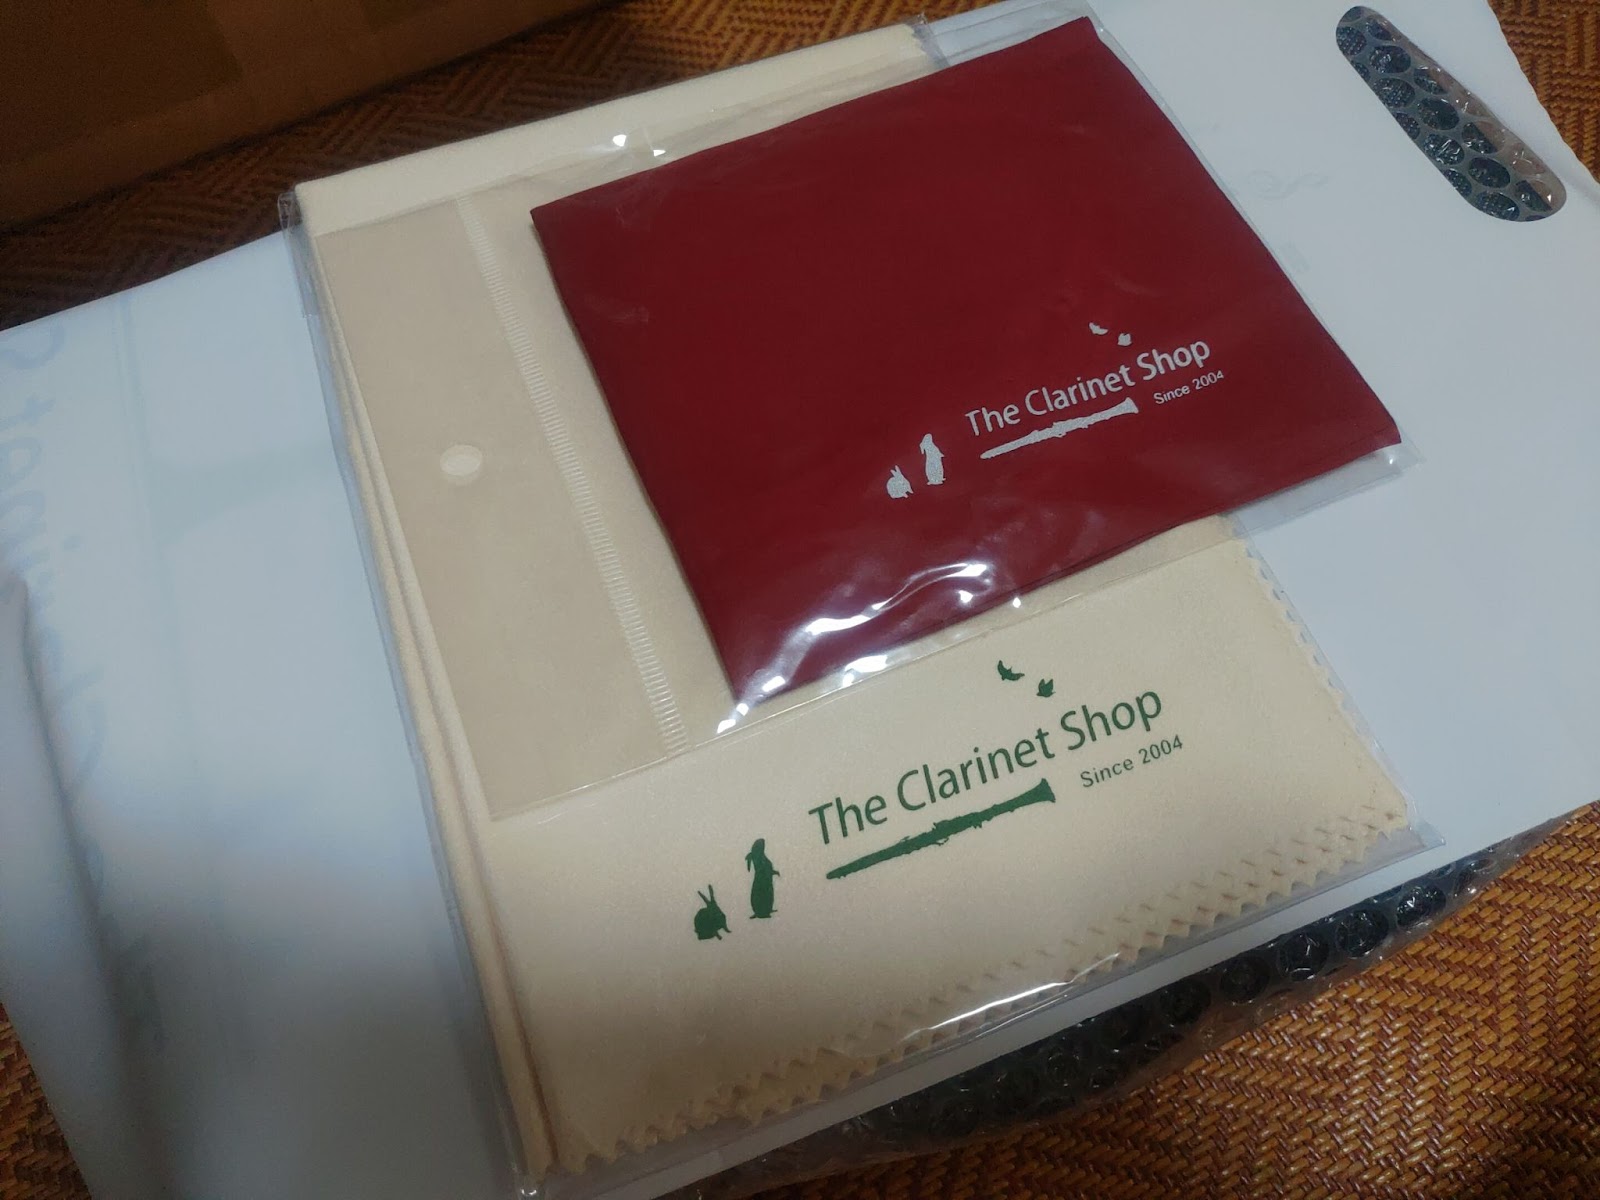 The Clarinet Shop
Since 2004
The Clarinet Shop
Since 2004